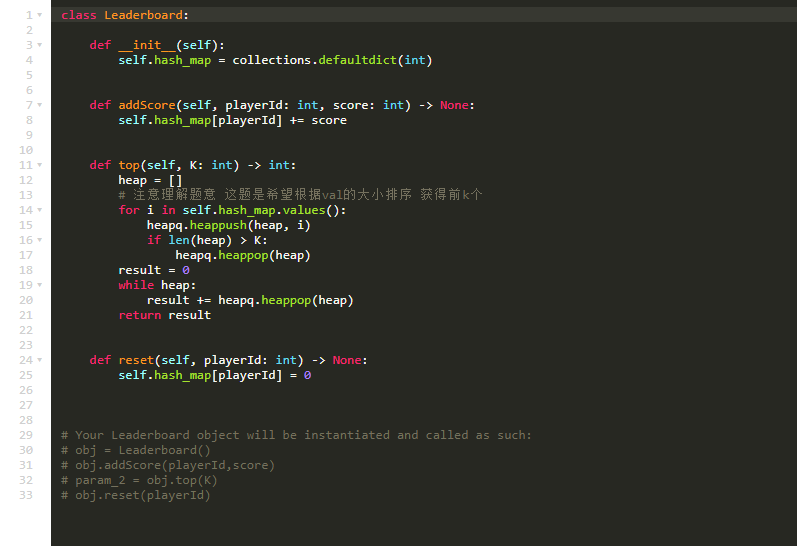 1 class Leaderboard:
2
3     def __init__(self):
4         self.hash_map = collections.defaultdict(int)
5
6
7     def addScore(self, playerId: int, score: int) -> None:
8         self.hash_map[playerId] += score
9
10
11     def top(self, K: int) -> int:
12         heap = []
13         # 注意理解题意 这题是希望根据val的大小排序 获得前k个
14         for i in self.hash_map.values():
15             heapq.heappush(heap, i)
16             if len(heap) > K:
17                 heapq.heappop(heap)
18         result = 0
19         while heap:
20             result += heapq.heappop(heap)
21         return result
22
23
24     def reset(self, playerId: int) -> None:
25         self.hash_map[playerId] = 0
26
27
28
29 # Your Leaderboard object will be instantiated and called as such:
30 # obj = Leaderboard()
31 # obj.addScore(playerId,score)
32 # param_2 = obj.top(K)
33 # obj.reset(playerId)